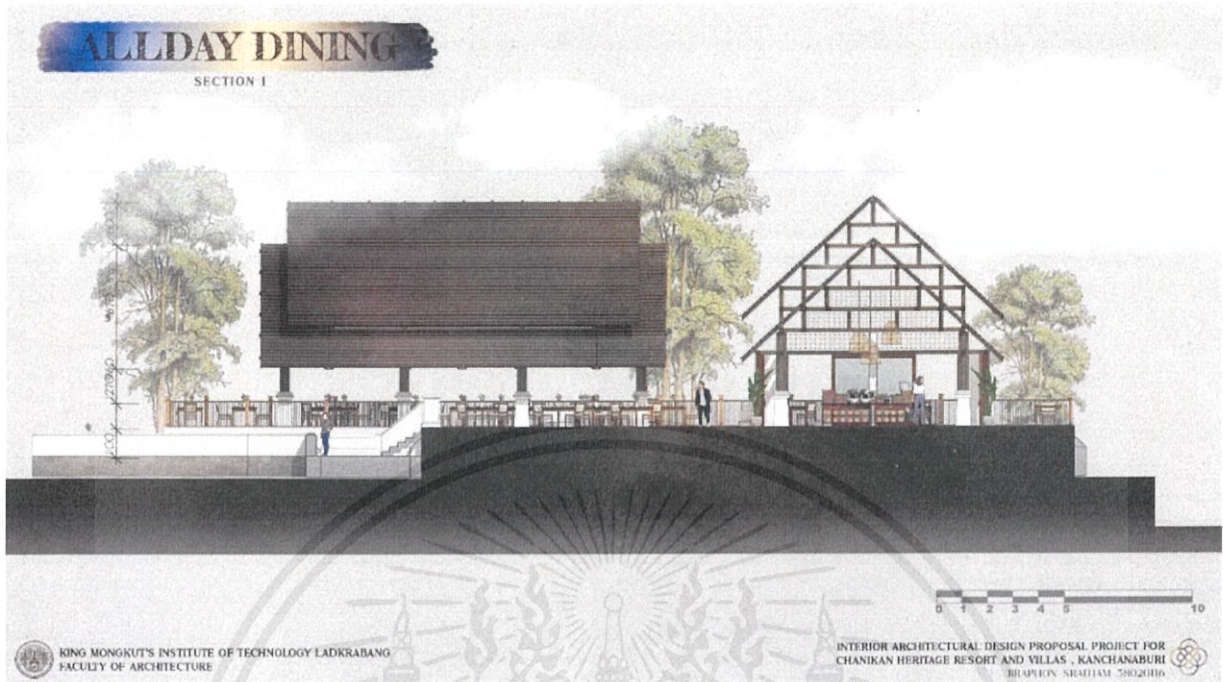 ALLDAY DINING
SECTION 1
0 1 2 3 4 5 10
KING MONGKUT'S INSTITUTE OF TECHNOLOGY LADKRABANG
FACULTY OF ARCHITECTURE
INTERIOR ARCHITECTURAL DESIGN PROPOSAL PROJECT FOR
CHANIKAN HERITAGE RESORT AND VILLAS , KANCHANABURI